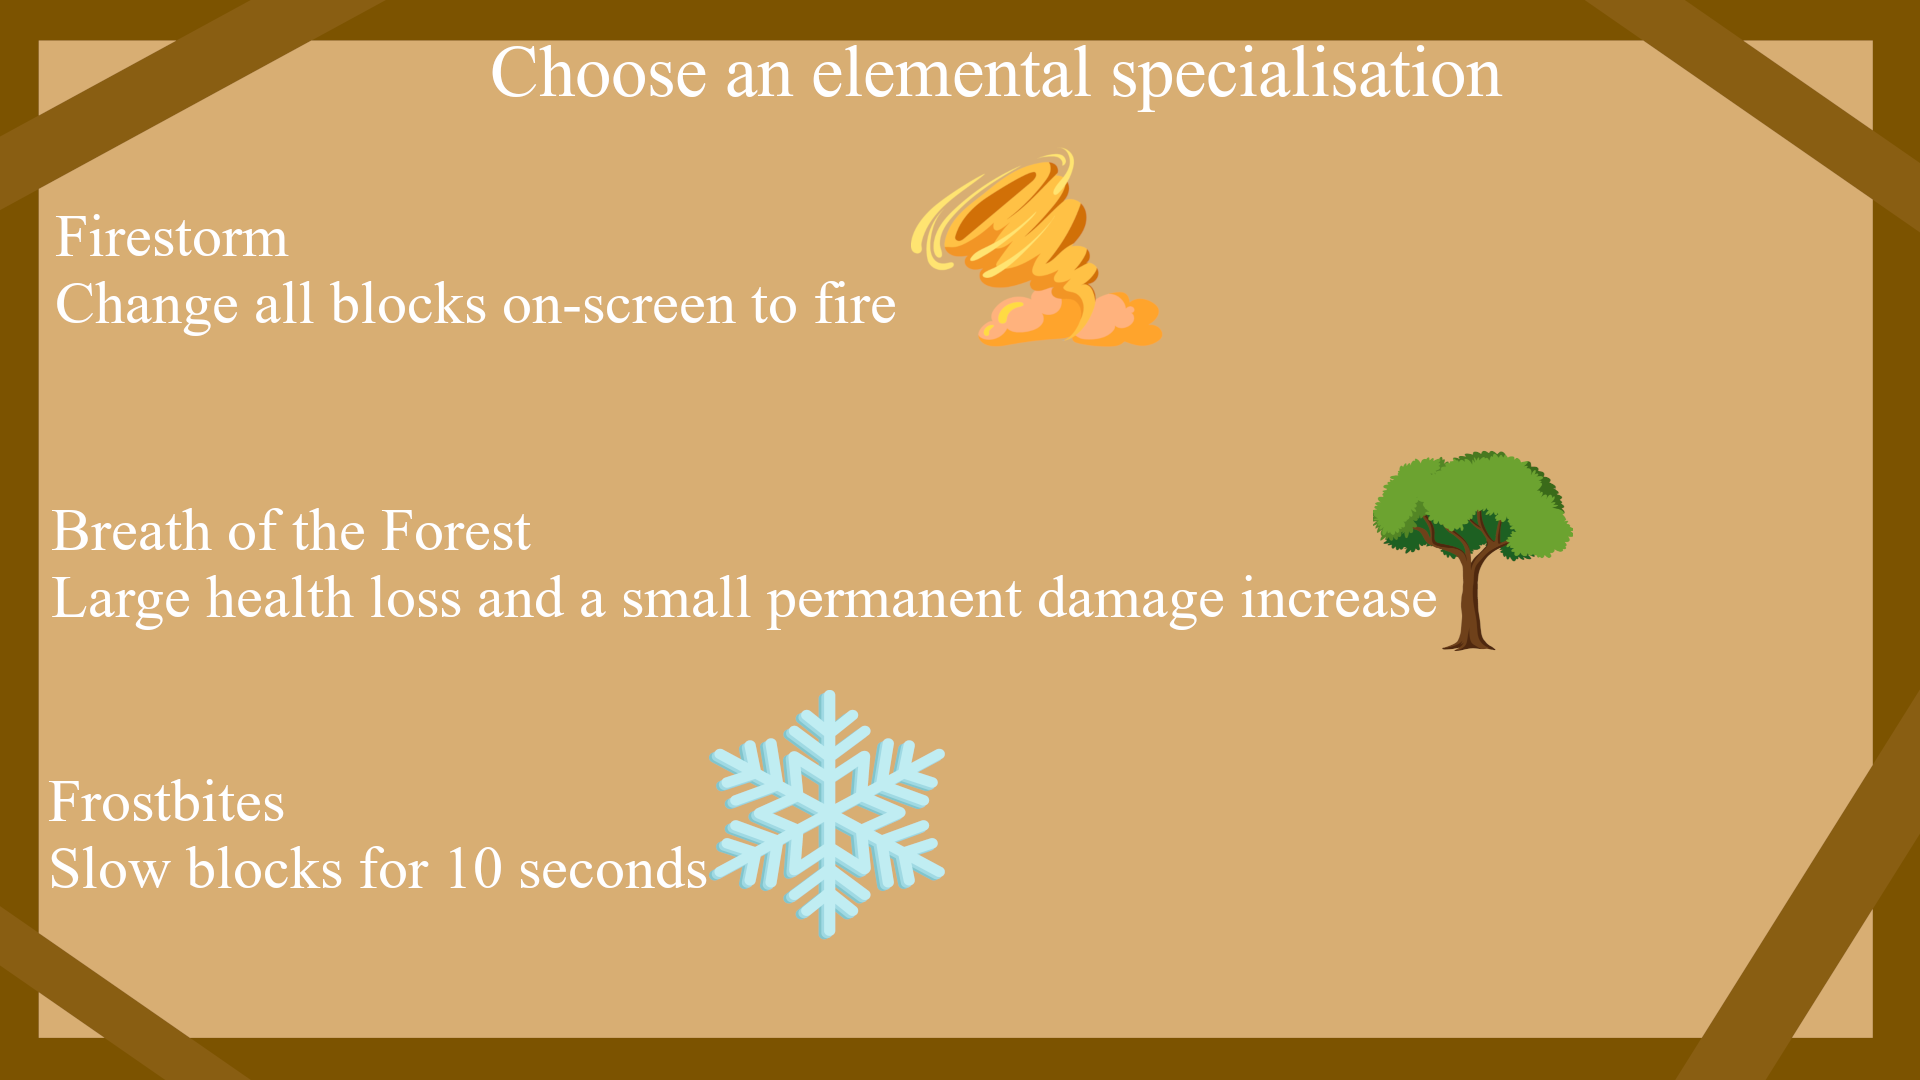 Choose an elemental specialisation
Firestorm
Change all blocks on-screen to fire
Breath of the Forest
Large health loss and a small permanent damage increase
Frostbites
Slow blocks for 10 seconds